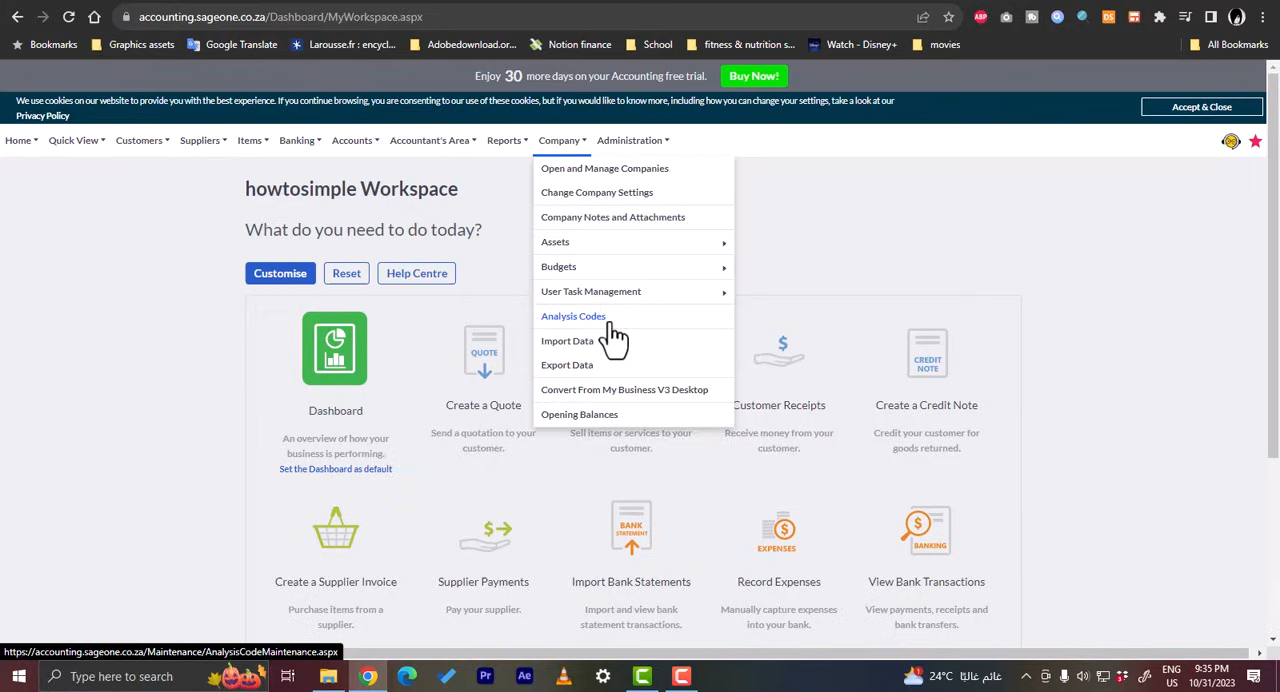 accounting.sageone.co.za/Dashboard/MyWorkspace.aspx
ABP
DS
Bookmarks
Graphics assets
Google Translate
Larousse.fr : encycl...
Adobedownload.or...
Notion finance
School
fitness & nutrition s...
Watch - Disney+
movies
All Bookmarks
Enjoy 30 more days on your Accounting free trial.
Buy Now!
We use cookies on our website to provide you with the best experience. If you continue browsing, you are consenting to our use of these cookies, but if you would like to know more, including how you can change your settings, take a look at our
Privacy Policy
Accept & Close
Home
Quick View
Customers
Suppliers
Items
Banking
Accounts
Accountant's Area
Reports
Company
Administration
Open and Manage Companies
Change Company Settings
Company Notes and Attachments
Assets
Budgets
User Task Management
Analysis Codes
Import Data
Export Data
Convert From My Business V3 Desktop
Opening Balances
howtosimple Workspace
What do you need to do today?
Customise
Reset
Help Centre
Dashboard
An overview of how your
business is performing.
Set the Dashboard as default
QUOTE
Create a Quote
Send a quotation to your
customer.
Sell items or services to your
customer.
Customer Receipts
Receive money from your
customer.
CREDIT
NOTE
Create a Credit Note
Credit your customer for
goods returned.
Create a Supplier Invoice
Purchase items from a
supplier.
Supplier Payments
Pay your supplier.
BANK
STATEMENT
Import Bank Statements
Import and view bank
statement transactions.
EXPENSES
Record Expenses
Manually capture expenses
into your bank.
BANKING
View Bank Transactions
View payments, receipts and
bank transfers.
https://accounting.sageone.co.za/Maintenance/AnalysisCodeMaintenance.aspx
Type here to search
Pr
Ae
24°C غائم غالبًا
ENG
US
9:35 PM
10/31/2023